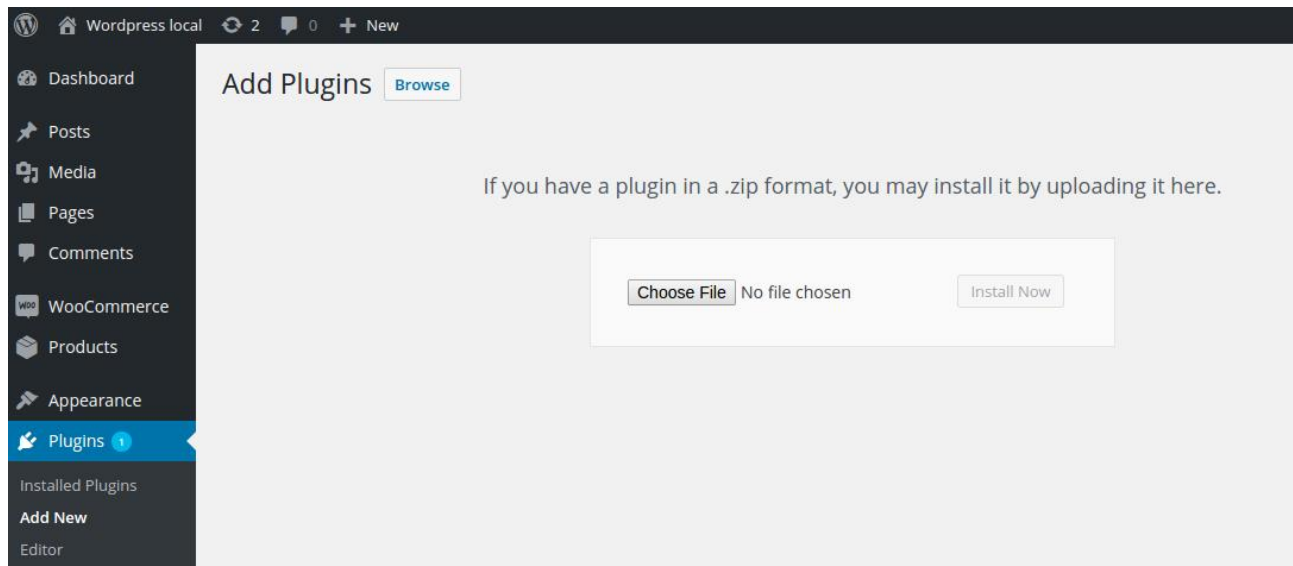 Wordpress local 2 0 New
Dashboard
Posts
Media
Pages
Comments
WOO WooCommerce
Products
Appearance
Plugins 1
Installed Plugins
Add New
Editor
Add Plugins Browse
If you have a plugin in a .zip format, you may install it by uploading it here.
Choose File No file chosen Install Now